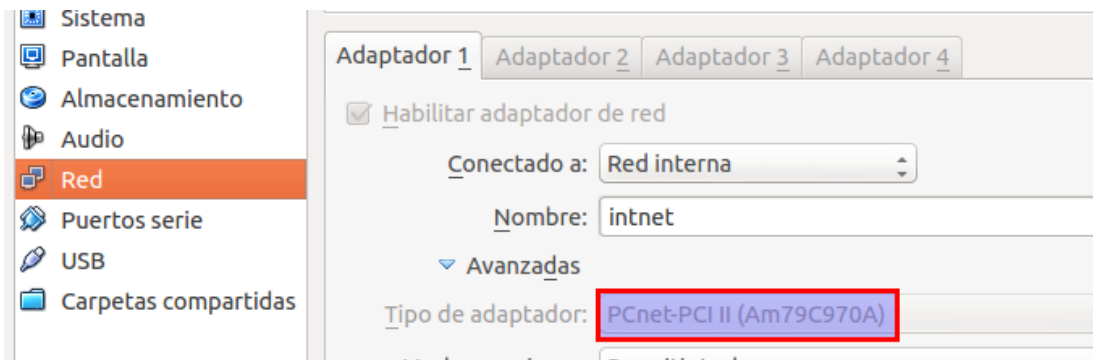 Sistema
Pantalla
Almacenamiento
Audio
Red
Puertos serie
USB
Carpetas compartidas
Adaptador 1 Adaptador 2 Adaptador 3 Adaptador 4
Habilitar adaptador de red
Conectado a: Red interna
Nombre: intnet
Avanzadas
Tipo de adaptador: PCnet-PCI II (Am79C970A)